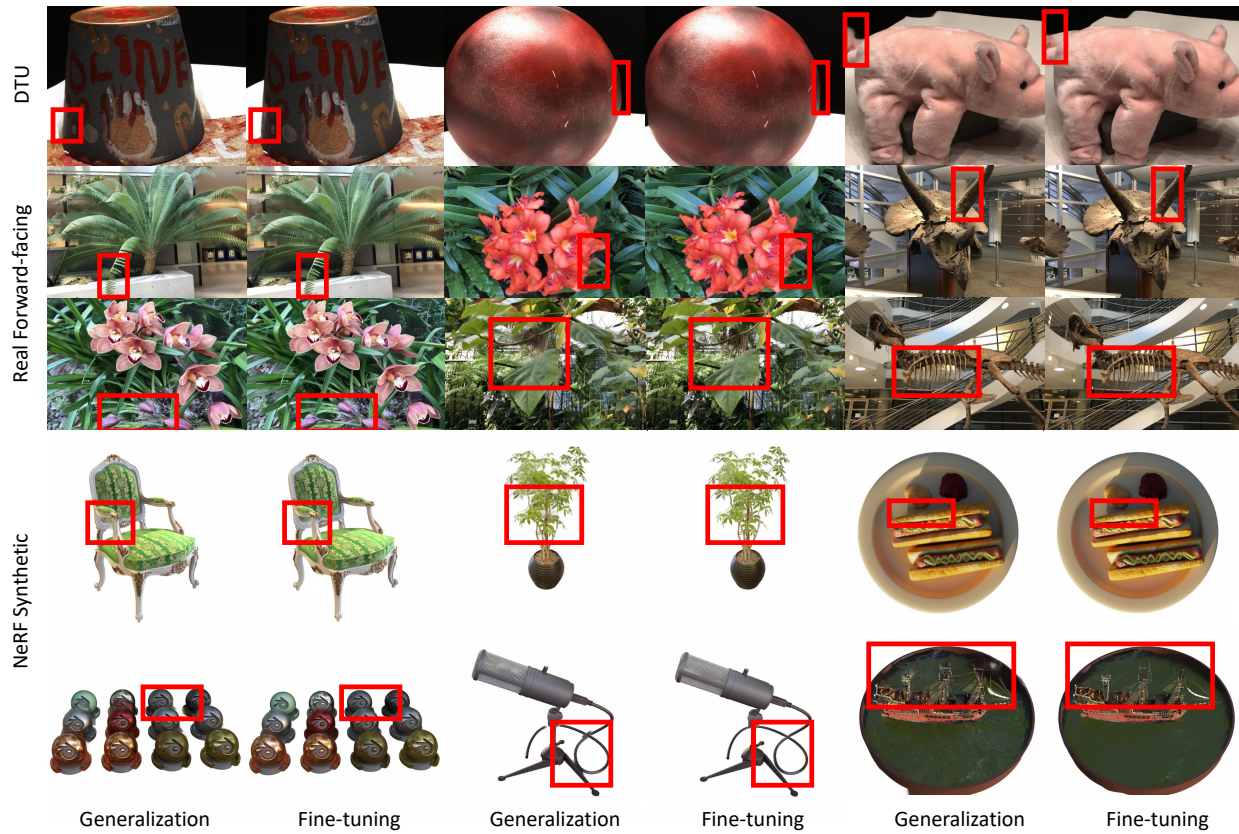 DTU
Real Forward-facing
NeRF Synthetic
Generalization
Fine-tuning
Generalization
Fine-tuning
Generalization
Fine-tuning